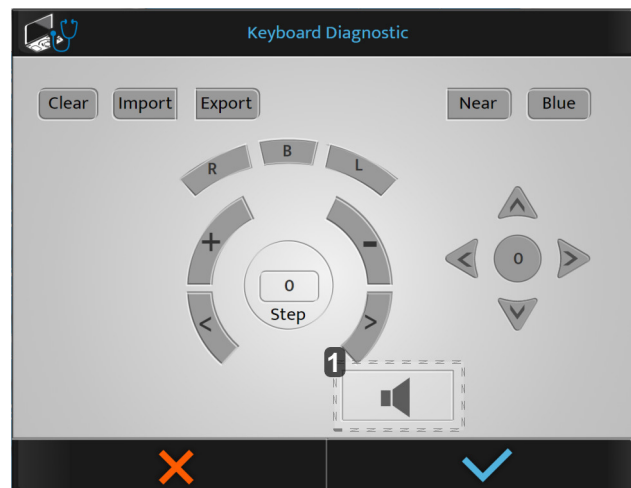 Keyboard Diagnostic
Clear Import Export Near Blue
R B L
+ -
0
< 0 >
Step
< >
1